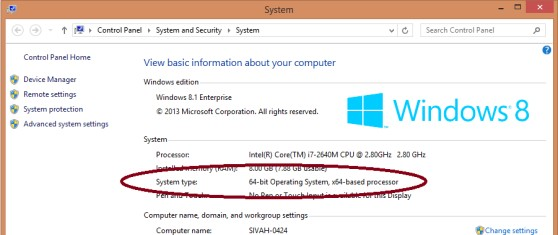 System
Control Panel ▸ System and Security ▸ System
Search Control Panel
Control Panel Home
Device Manager
Remote settings
System protection
Advanced system settings
View basic information about your computer
Windows edition
Windows 8.1 Enterprise
© 2013 Microsoft Corporation. All rights reserved.
Windows 8
System
Processor: Intel(R) Core(TM) i7-2640M CPU @ 2.80GHz 2.80 GHz
Installed memory (RAM): 8.00 GB (7.88 GB usable)
System type: 64-bit Operating System, x64-based processor
Pen and Touch: No Pen or Touch Input is available for this Display
Computer name, domain, and workgroup settings
Computer name: SIVAH-0424
Change settings